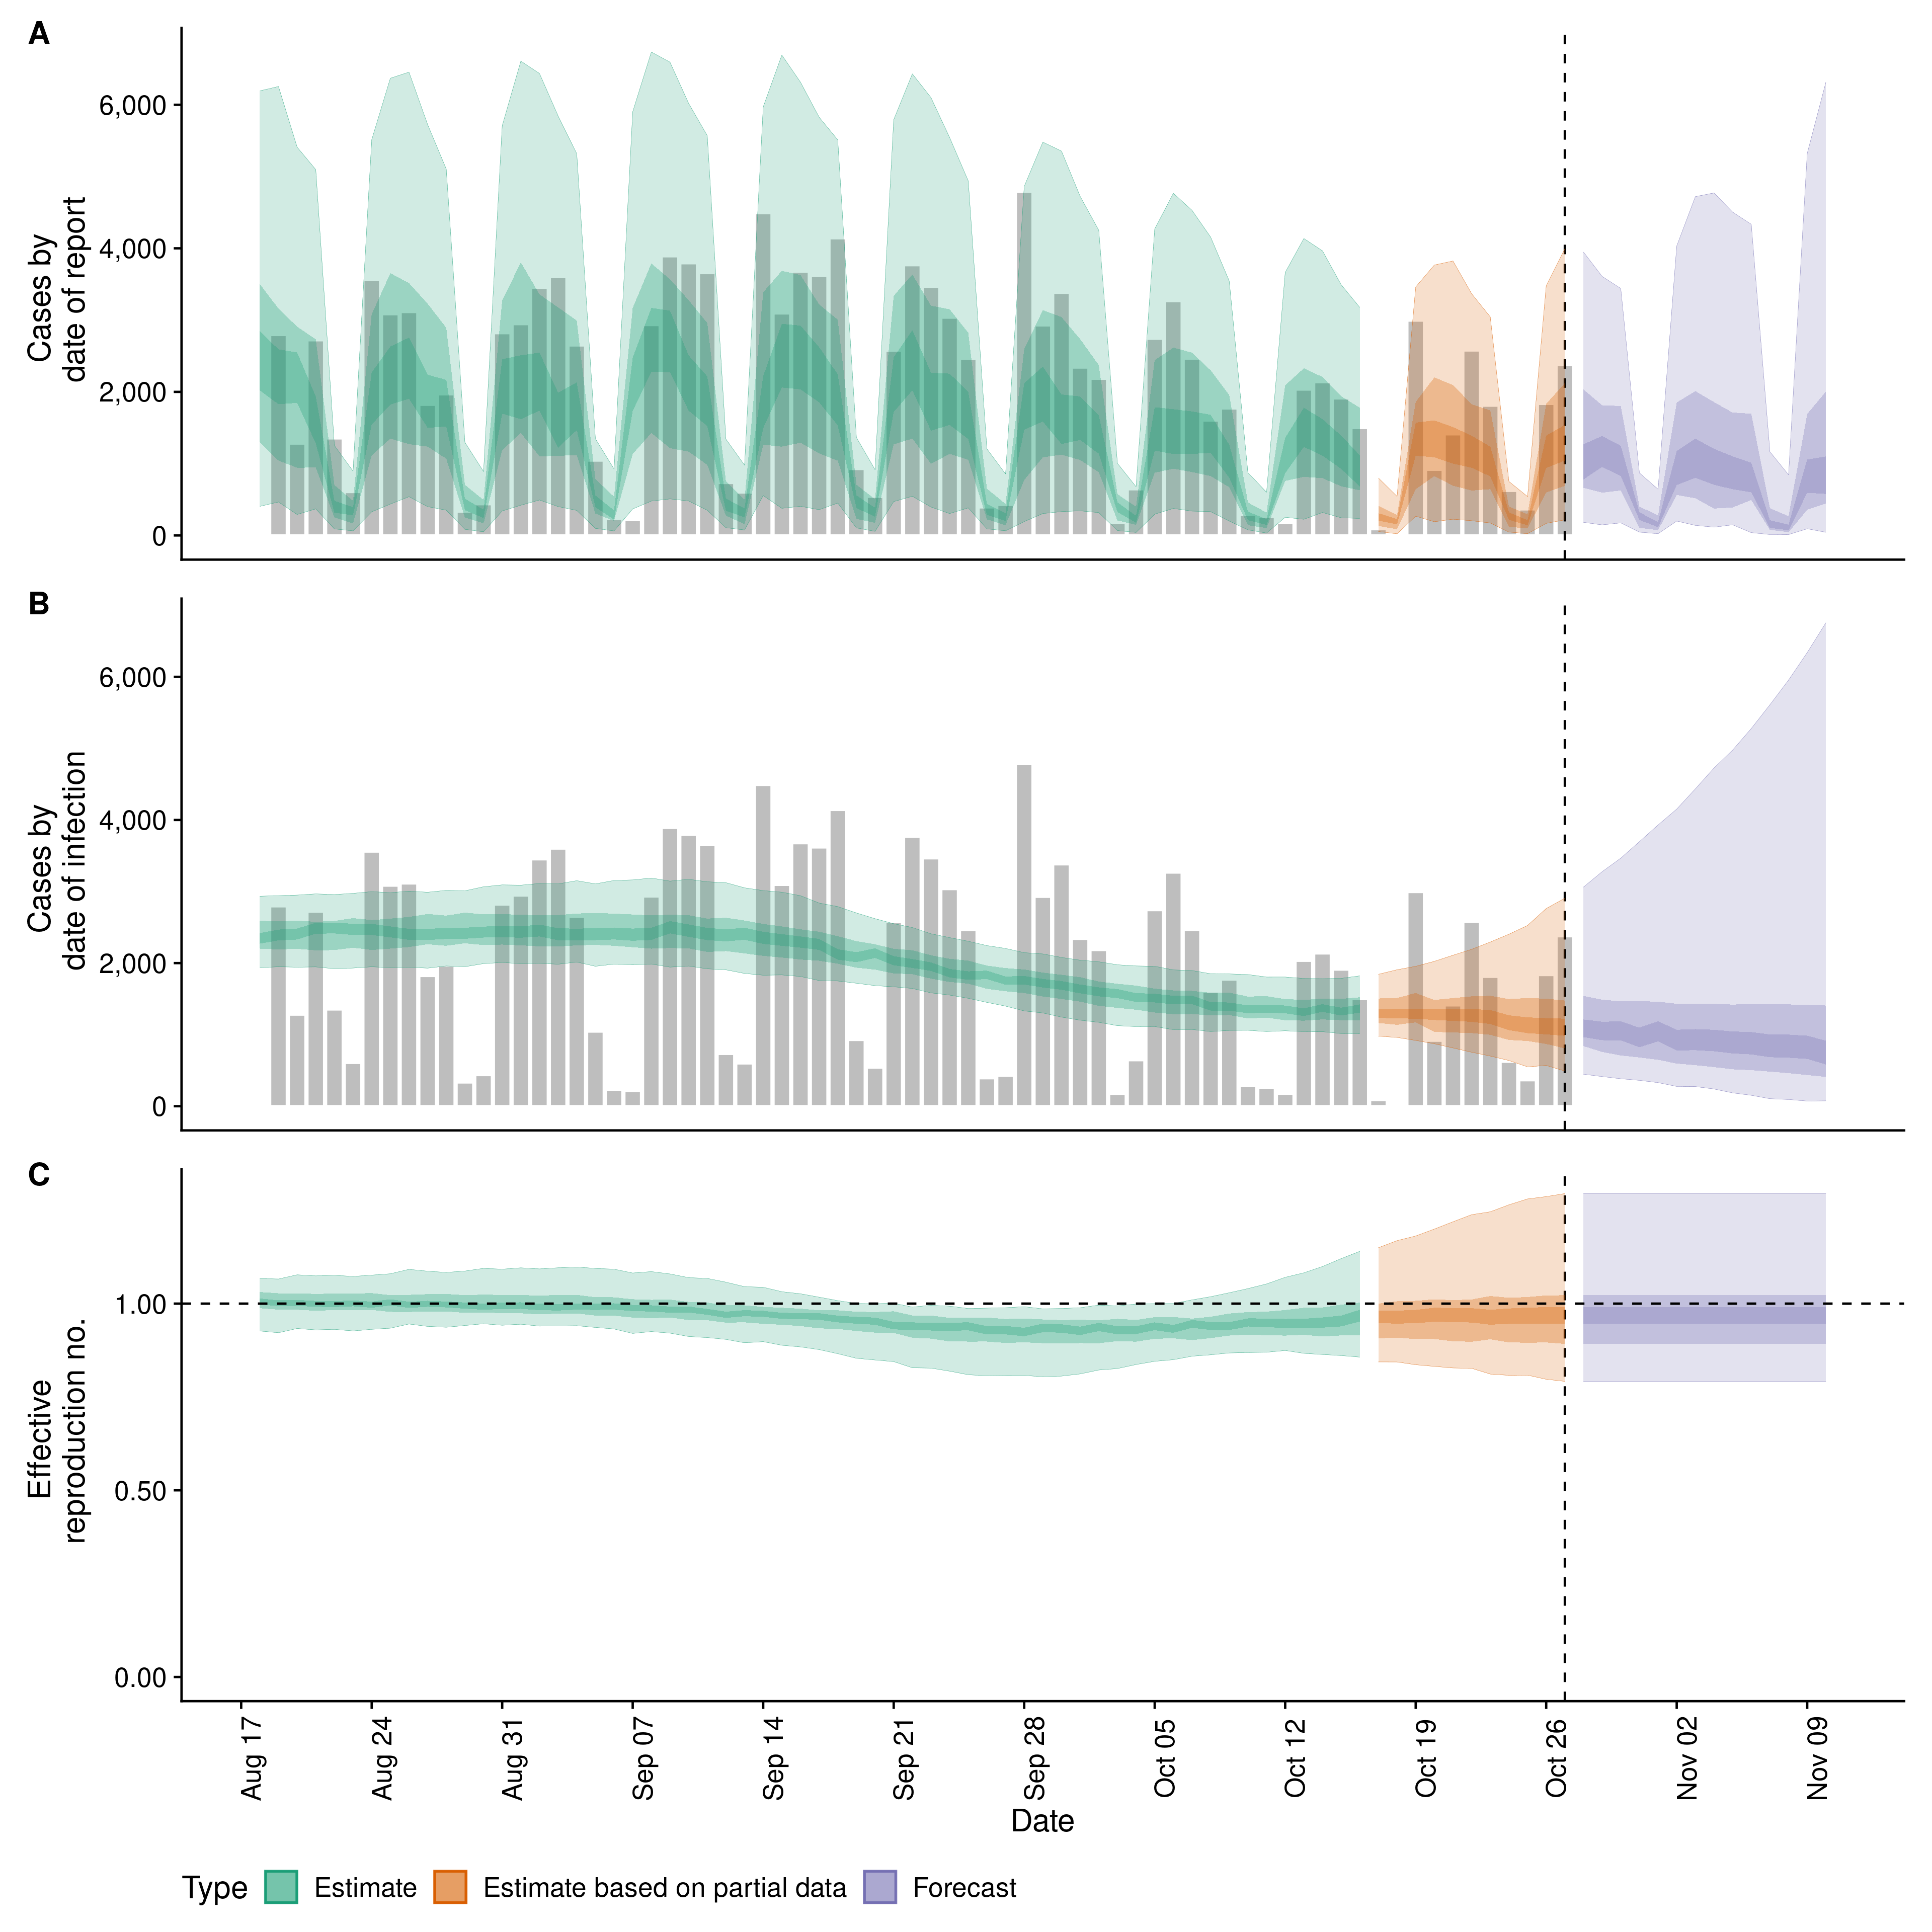 A
Cases by
date of report
6,000
4,000
2,000
0
B
Cases by
date of infection
6,000
4,000
2,000
0
C
Effective
reproduction no.
1.00
0.50
0.00
Aug 17
Aug 24
Aug 31
Sep 07
Sep 14
Sep 21
Sep 28
Oct 05
Oct 12
Oct 19
Oct 26
Nov 02
Nov 09
Date
Type Estimate Estimate based on partial data Forecast